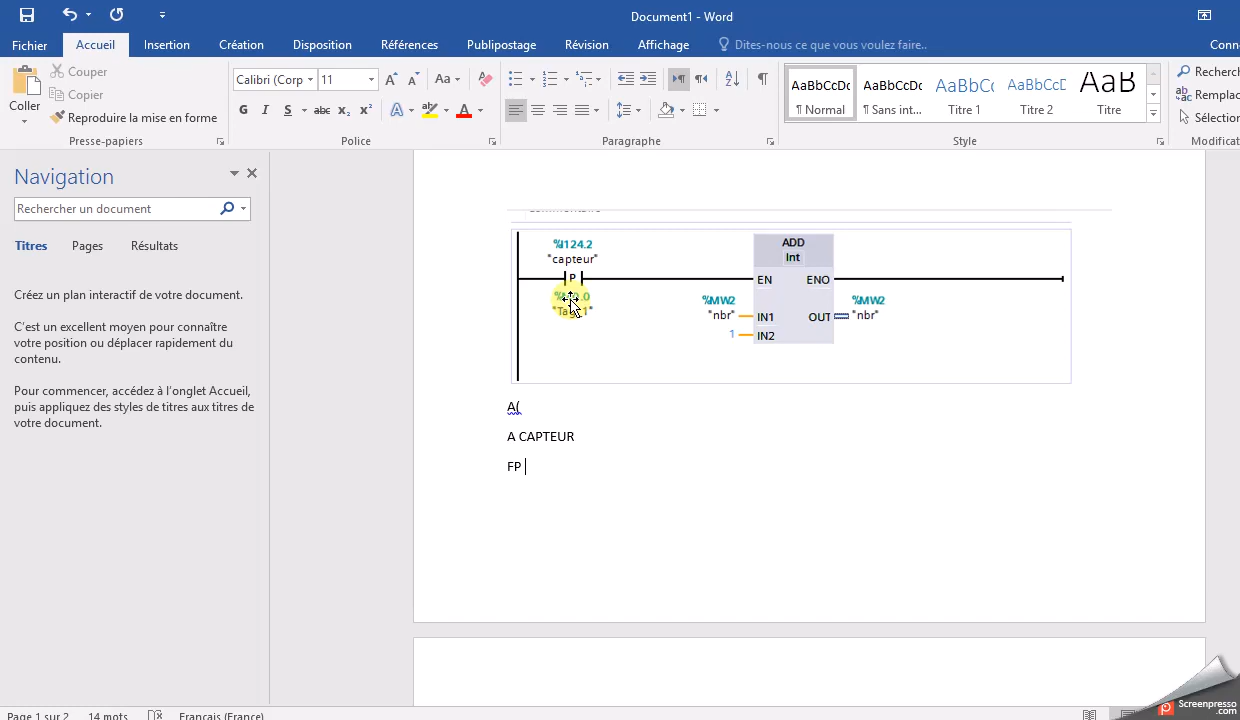 Document1 - Word
Fichier Accueil Insertion Création Disposition Références Publipostage Révision Affichage Dites-nous ce que vous voulez faire..
Coller
Couper
Copier
Reproduire la mise en forme
Presse-papiers
Calibri (Corp 11 Aa
G I S abc x₂ x² A ab A
Police
Paragraphe
AaBbCcDc AaBbCcDc AaBbCc AaBbCcD AaB
¶ Normal ¶ Sans int... Titre 1 Titre 2 Titre
Style
Navigation
Rechercher un document
Titres Pages Résultats
Créez un plan interactif de votre document.
C'est un excellent moyen pour connaître
votre position ou déplacer rapidement du
contenu.
Pour commencer, accédez à l'onglet Accueil,
puis appliquez des styles de titres aux titres de
votre document.
%I124.2
"capteur"
P
ADD
Int
EN ENO
%MW2
"nbr"
IN1 OUT
%MW2
"nbr"
1 IN2
A(
A CAPTEUR
FP
Page 1 sur 2 14 mots Français (France)
Screenpresso
.com